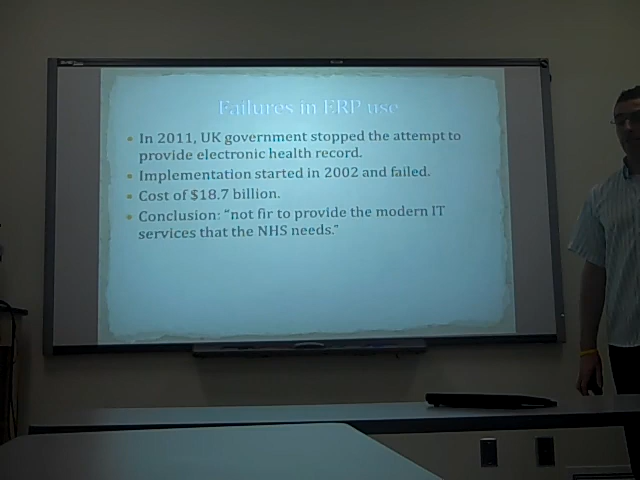 Failures in ERP use
• In 2011, UK government stopped the attempt to
provide electronic health record.
• Implementation started in 2002 and failed.
• Cost of $18.7 billion.
• Conclusion: “not fir to provide the modern IT
services that the NHS needs.”